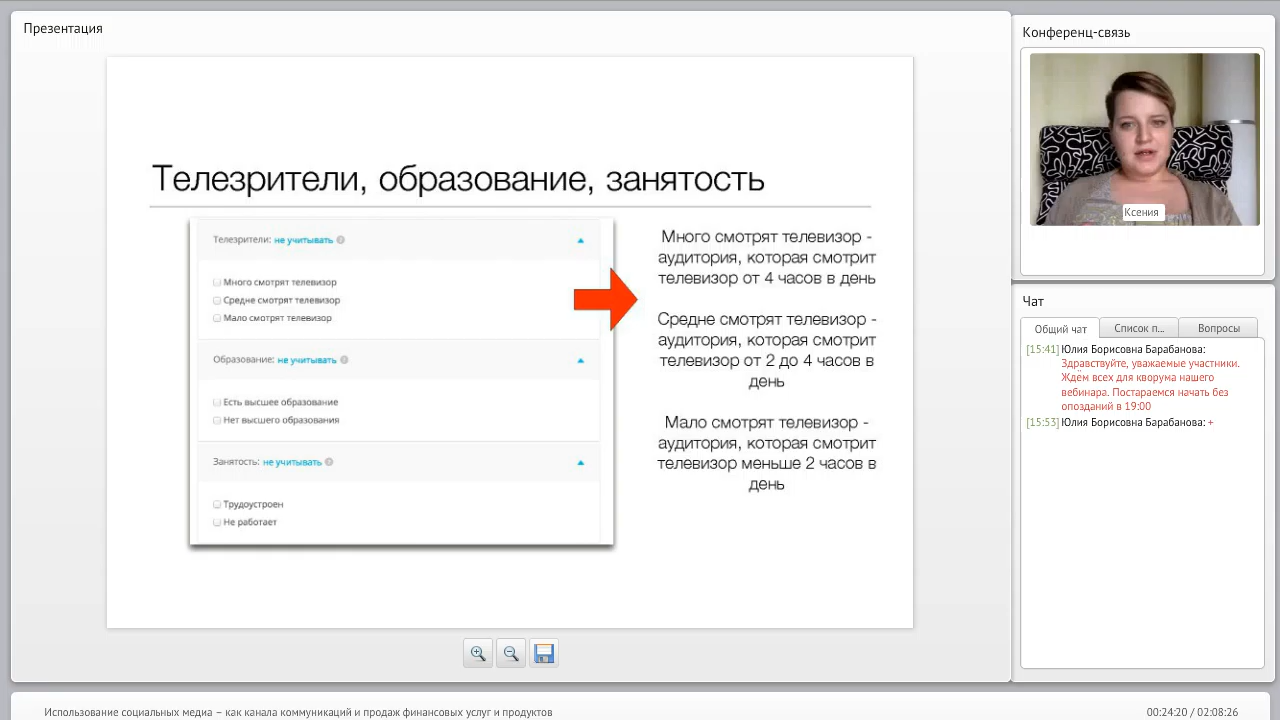 Презентация
Телезрители, образование, занятость
Телезрители: не учитывать
Много смотрят телевизор
Средне смотрят телевизор
Мало смотрят телевизор
Образование: не учитывать
Есть высшее образование
Нет высшего образования
Занятость: не учитывать
Трудоустроен
Не работает
Много смотрят телевизор -
аудитория, которая смотрит
телевизор от 4 часов в день
Средне смотрят телевизор -
аудитория, которая смотрит
телевизор от 2 до 4 часов в
день
Мало смотрят телевизор -
аудитория, которая смотрит
телевизор меньше 2 часов в
день
Конференц-связь
Ксения
Чат
Общий чат
Список п...
Вопросы
[15:41] Юлия Борисовна Барабанова:
Здравствуйте, уважаемые участники.
Ждём всех для кворума нашего
вебинара. Постараемся начать без
опозданий в 19:00
[15:53] Юлия Борисовна Барабанова: +
Использование социальных медиа – как канала коммуникаций и продаж финансовых услуг и продуктов
00:24:20 / 02:08:26